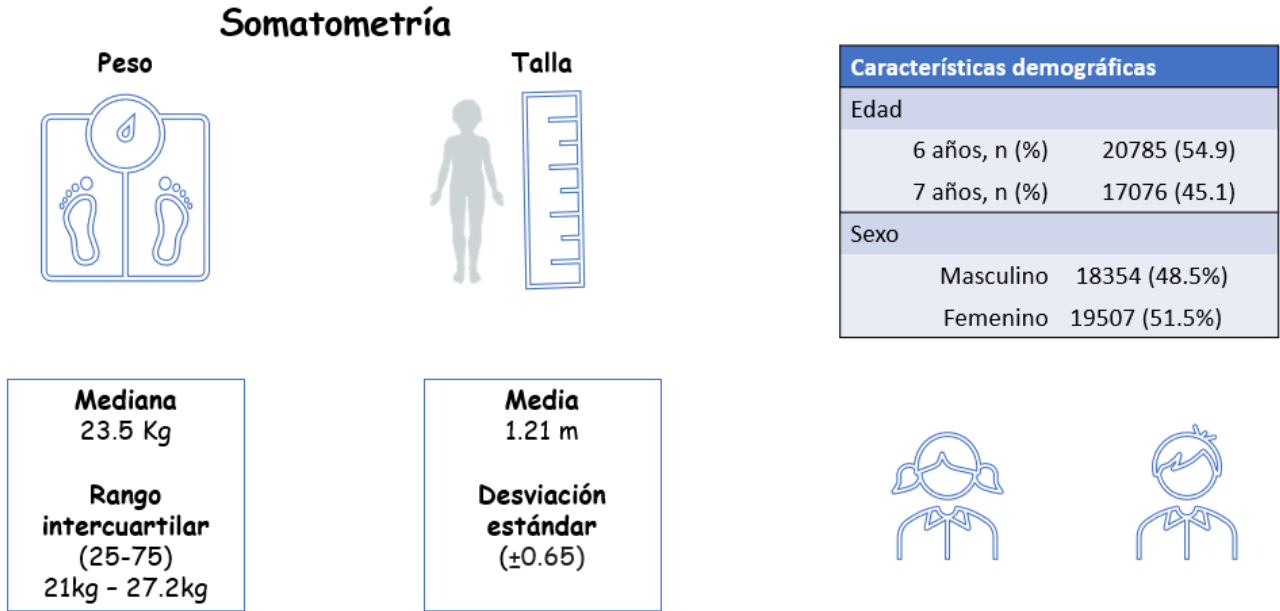 Somatometría
Peso
Talla
Mediana
23.5 Kg
Rango
intercuartilar
(25-75)
21kg – 27.2kg
Media
1.21 m
Desviación
estándar
(±0.65)
Características demográficas
Edad
6 años, n (%) 20785 (54.9)
7 años, n (%) 17076 (45.1)
Sexo
Masculino 18354 (48.5%)
Femenino 19507 (51.5%)